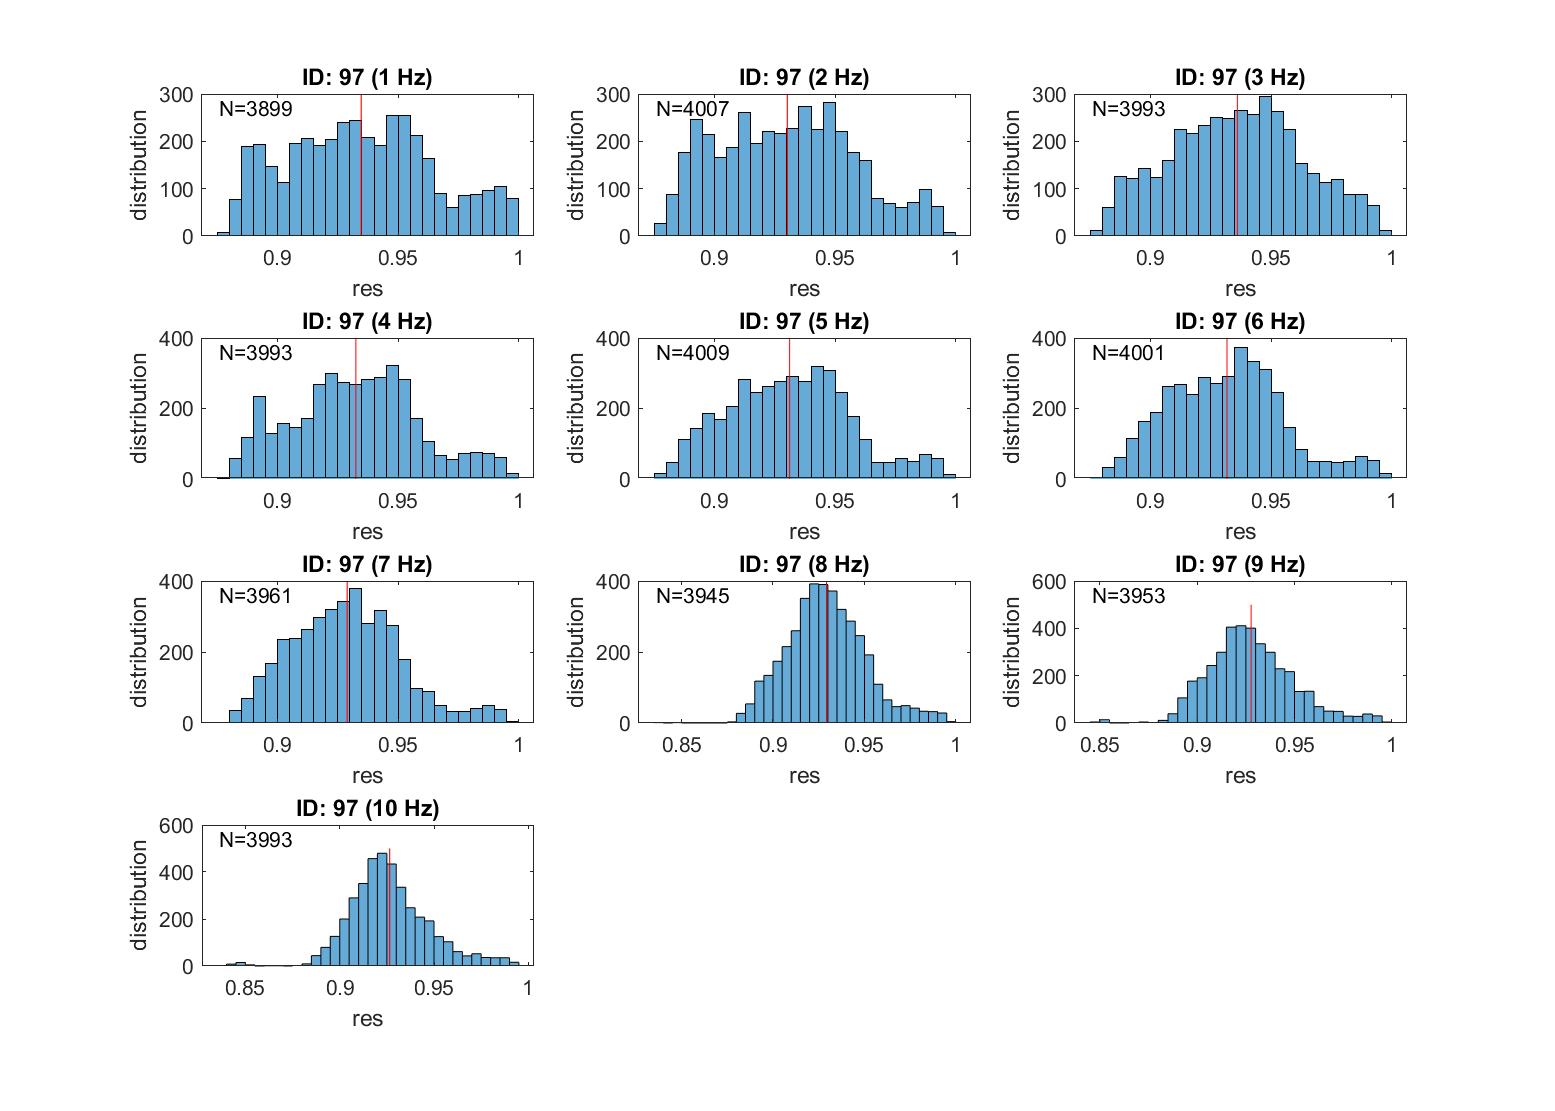 ID: 97 (1 Hz)
N=3899
distribution
300
200
100
0
0.9 0.95 1
res
ID: 97 (2 Hz)
N=4007
distribution
300
200
100
0
0.9 0.95 1
res
ID: 97 (3 Hz)
N=3993
distribution
300
200
100
0
0.9 0.95 1
res
ID: 97 (4 Hz)
N=3993
distribution
400
200
0
0.9 0.95 1
res
ID: 97 (5 Hz)
N=4009
distribution
400
200
0
0.9 0.95 1
res
ID: 97 (6 Hz)
N=4001
distribution
400
200
0
0.9 0.95 1
res
ID: 97 (7 Hz)
N=3961
distribution
400
200
0
0.9 0.95 1
res
ID: 97 (8 Hz)
N=3945
distribution
400
200
0
0.85 0.9 0.95 1
res
ID: 97 (9 Hz)
N=3953
distribution
600
400
200
0
0.85 0.9 0.95 1
res
ID: 97 (10 Hz)
N=3993
distribution
600
400
200
0
0.85 0.9 0.95 1
res